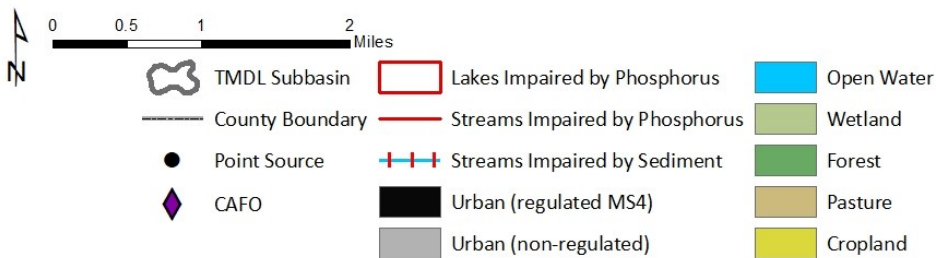 0 0.5 1 2
Miles
N
TMDL Subbasin
County Boundary
Point Source
CAFO
Lakes Impaired by Phosphorus
Streams Impaired by Phosphorus
Streams Impaired by Sediment
Urban (regulated MS4)
Urban (non-regulated)
Open Water
Wetland
Forest
Pasture
Cropland